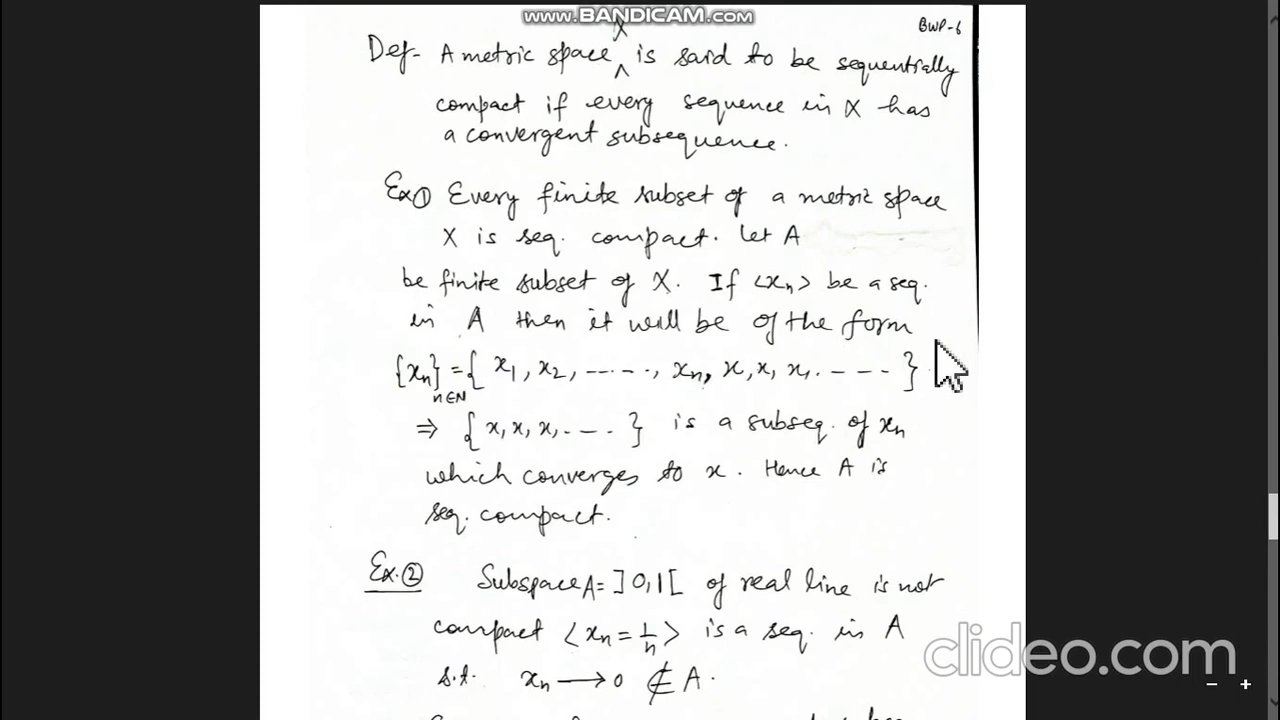 www.BANDICAM.com
BWP-6
X
Def- A metric space ^ is said to be sequentially
compact if every sequence in X has
a convergent subsequence.
Ex① Every finite subset of a metric space
X is seq. compact. Let A
be finite subset of X. If <xn> be a seq.
in A then it will be of the form
{xn}n∈N = { x1, x2, ......, xn, x, x, x, .---- }
⇒ { x, x, x, .--. } is a subseq. of xn
which converges to x. Hence A is
seq. compact.
Ex.② Subspace A = ]0,1[ of real line is not
compact <xn = 1/n> is a seq. in A
s.t. xn → 0 ∉ A.
clideo.com
- +